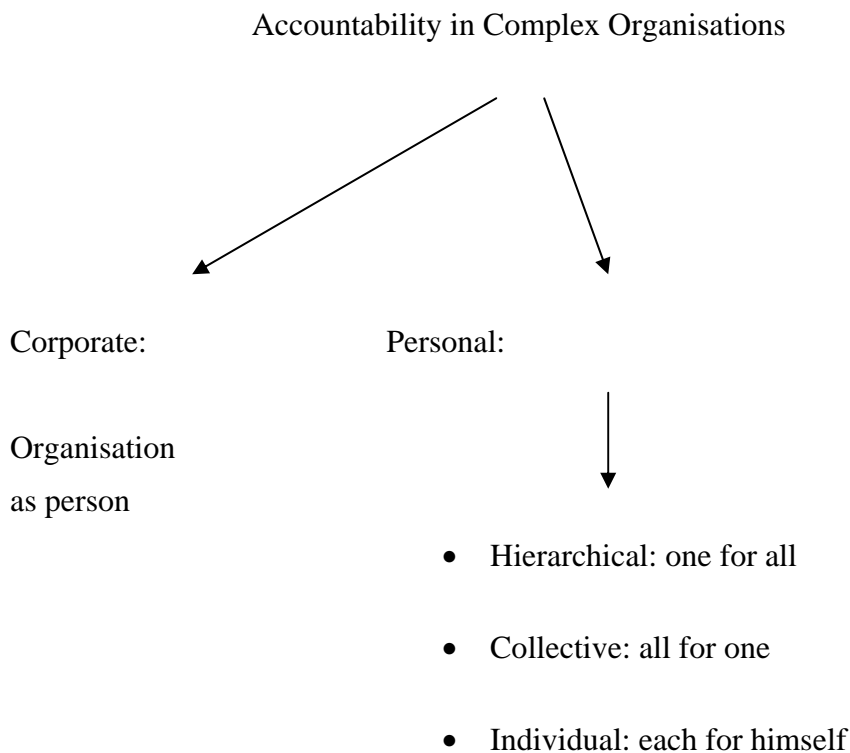 Accountability in Complex Organisations
Corporate:
Personal:
Organisation
as person
• Hierarchical: one for all
• Collective: all for one
• Individual: each for himself